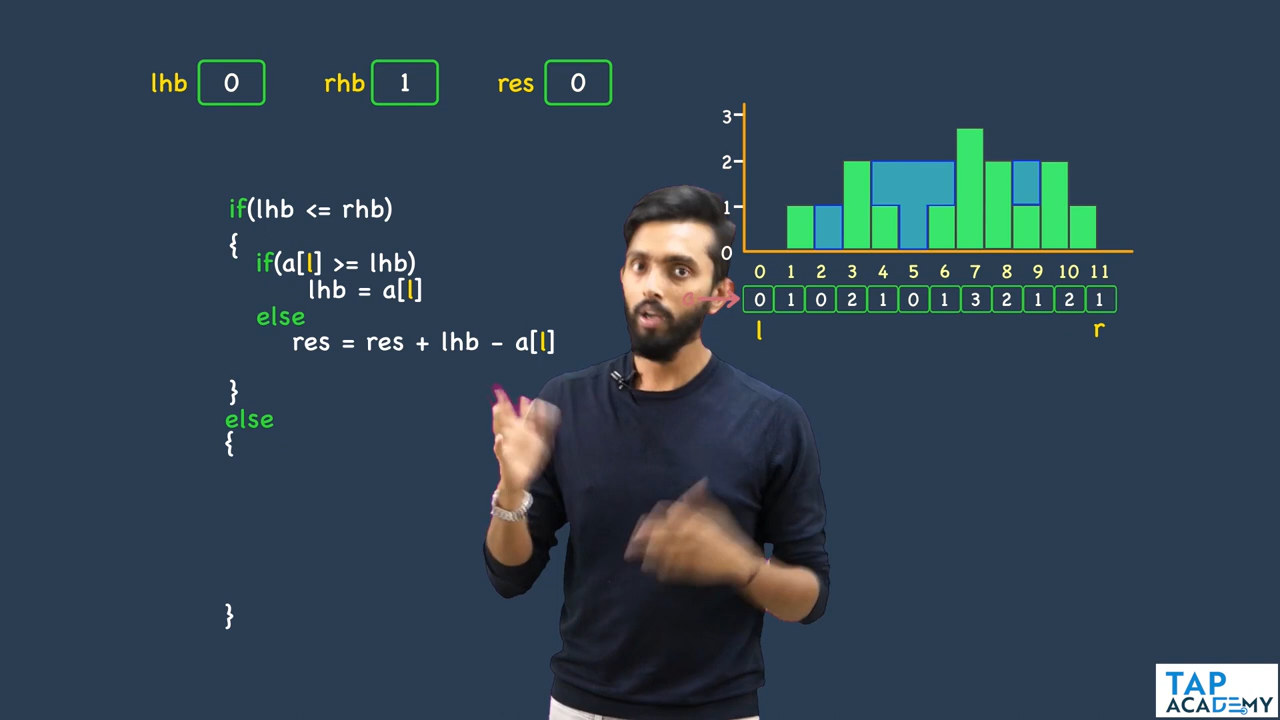 lhb 0 rhb 1 res 0
if(lhb <= rhb)
{
if(a[l] >= lhb)
lhb = a[l]
else
res = res + lhb - a[l]
}
else
{
}
3
2
1
0
0 1 2 3 4 5 6 7 8 9 10 11
a
0 1 0 2 1 0 1 3 2 1 2 1
l r
TAP
ACADEMY